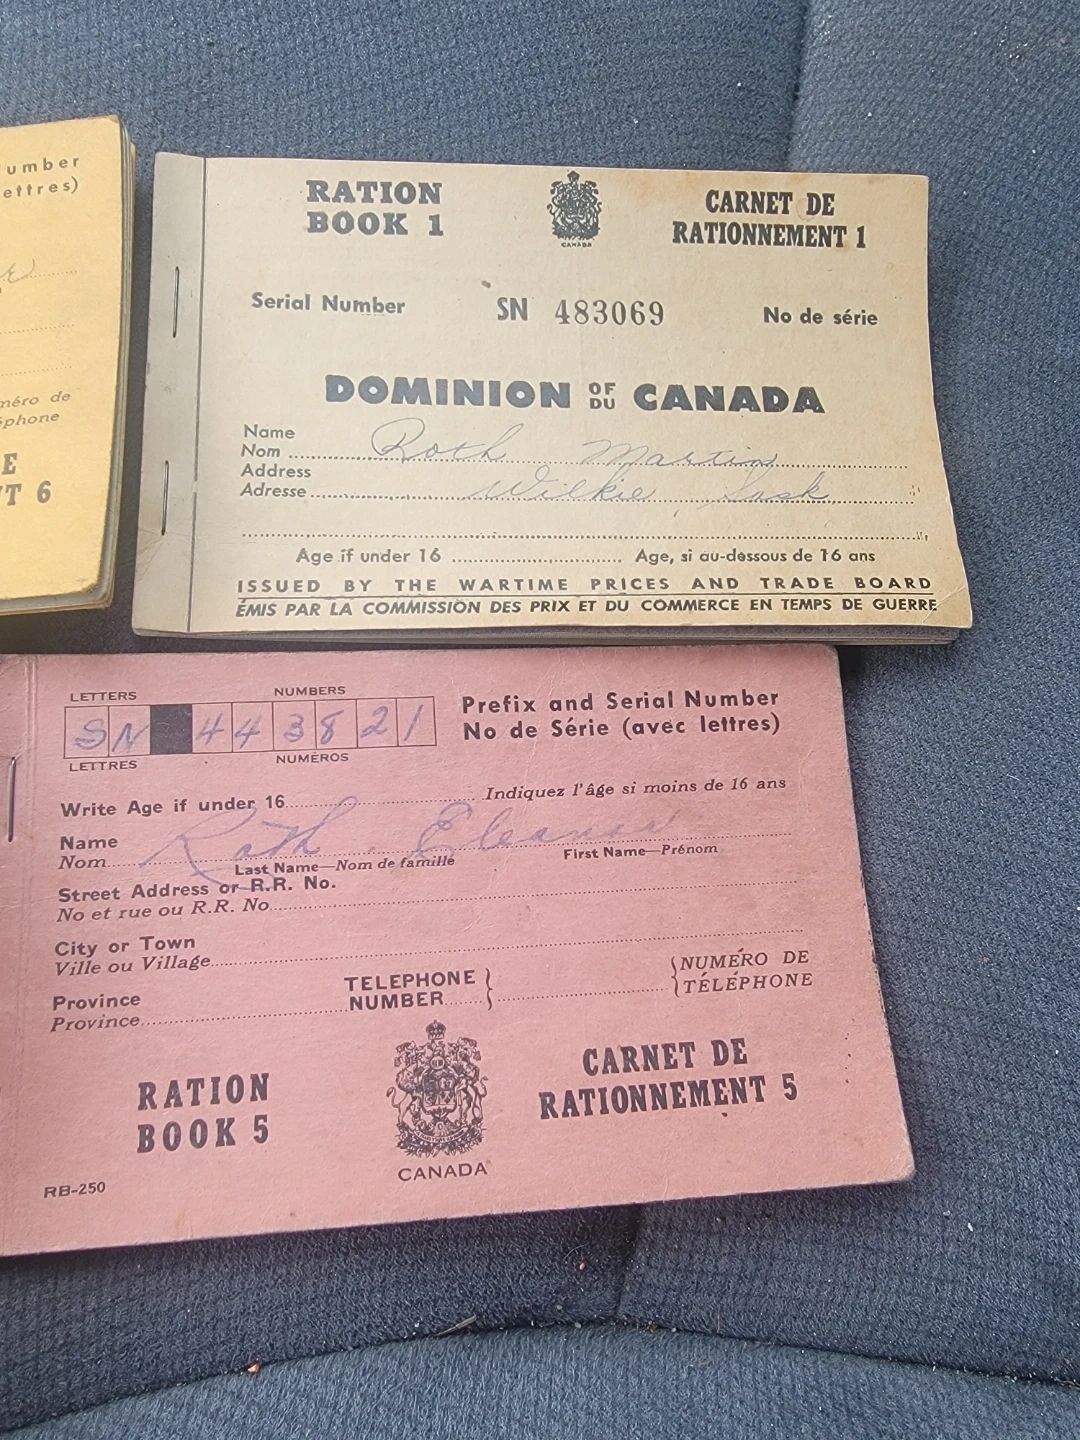 umber
ettres)
méro de
éphone
E
T 6
RATION
BOOK 1
CANADA
CARNET DE
RATIONNEMENT 1
Serial Number SN 483069 No de série
DOMINION OF DU CANADA
Name
Nom Roth Martin
Address
Adresse Wilkie Sask
Age if under 16 Age, si au-dessous de 16 ans
ISSUED BY THE WARTIME PRICES AND TRADE BOARD
ÉMIS PAR LA COMMISSION DES PRIX ET DU COMMERCE EN TEMPS DE GUERRE
LETTERS NUMBERS
SN 443821
LETTRES NUMÉROS
Prefix and Serial Number
No de Série (avec lettres)
Write Age if under 16 Indiquez l'âge si moins de 16 ans
Name
Nom Roth, Eleanor
Last Name—Nom de famille First Name—Prénom
Street Address or R.R. No.
No et rue ou R.R. No
City or Town
Ville ou Village
Province TELEPHONE NUMÉRO DE
Province NUMBER TÉLÉPHONE
RATION
BOOK 5
CANADA
CARNET DE
RATIONNEMENT 5
RB-250